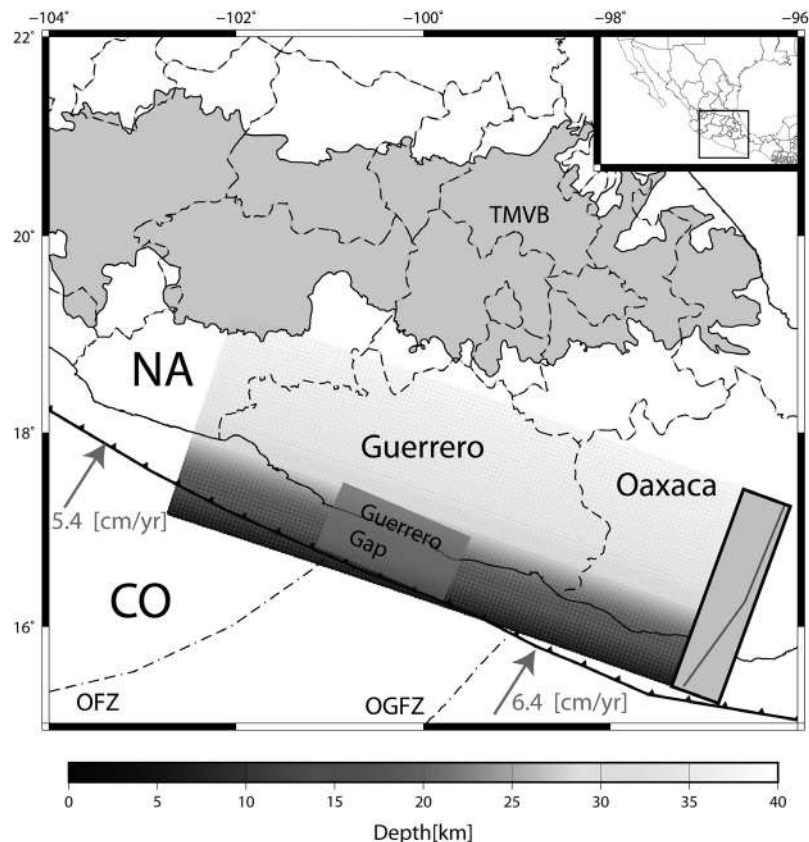 −104˚ −102˚ −100˚ −98˚ −96˚
22˚
TMVB
20˚
NA
18˚
Guerrero
Oaxaca
5.4 [cm/yr]
Guerrero
Gap
CO
16˚
OFZ
OGFZ
6.4 [cm/yr]
0 5 10 15 20 25 30 35 40
Depth[km]